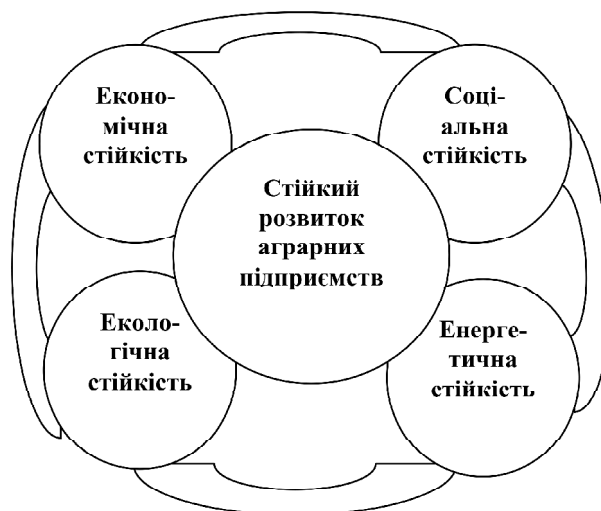 Еконо-
мічна
стійкість
Соці-
альна
стійкість
Стійкий
розвиток
аграрних
підприємств
Еколо-
гічна
стійкість
Енерге-
тична
стійкість